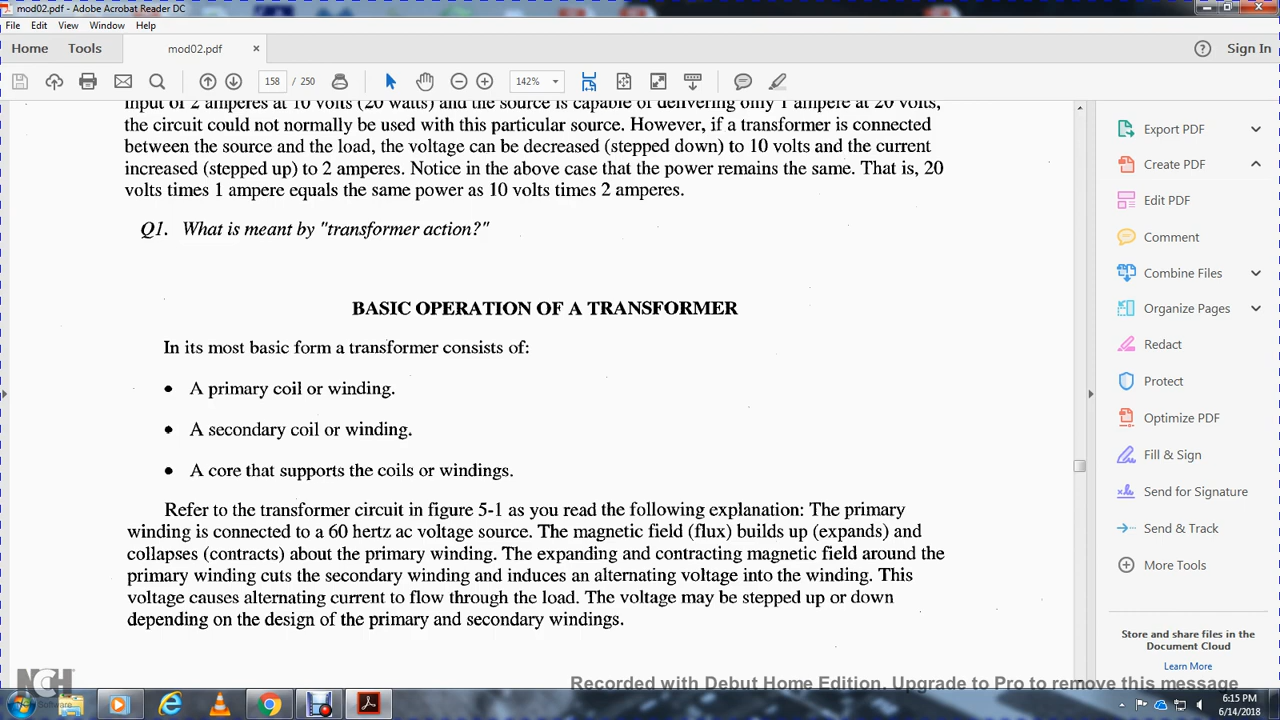 mod02.pdf - Adobe Acrobat Reader DC
File Edit View Window Help
Home Tools mod02.pdf × Sign In
158 / 250 142%
input of 2 amperes at 10 volts (20 watts) and the source is capable of delivering only 1 ampere at 20 volts,
the circuit could not normally be used with this particular source. However, if a transformer is connected
between the source and the load, the voltage can be decreased (stepped down) to 10 volts and the current
increased (stepped up) to 2 amperes. Notice in the above case that the power remains the same. That is, 20
volts times 1 ampere equals the same power as 10 volts times 2 amperes.
Q1. What is meant by "transformer action?"
BASIC OPERATION OF A TRANSFORMER
In its most basic form a transformer consists of:
• A primary coil or winding.
• A secondary coil or winding.
• A core that supports the coils or windings.
Refer to the transformer circuit in figure 5-1 as you read the following explanation: The primary
winding is connected to a 60 hertz ac voltage source. The magnetic field (flux) builds up (expands) and
collapses (contracts) about the primary winding. The expanding and contracting magnetic field around the
primary winding cuts the secondary winding and induces an alternating voltage into the winding. This
voltage causes alternating current to flow through the load. The voltage may be stepped up or down
depending on the design of the primary and secondary windings.
Export PDF
Create PDF
Edit PDF
Comment
Combine Files
Organize Pages
Redact
Protect
Optimize PDF
Fill & Sign
Send for Signature
Send & Track
More Tools
Store and share files in the
Document Cloud
Learn More
NCH
Software
Recorded with Debut Home Edition. Upgrade to Pro to remove this message
6:15 PM
6/14/2018